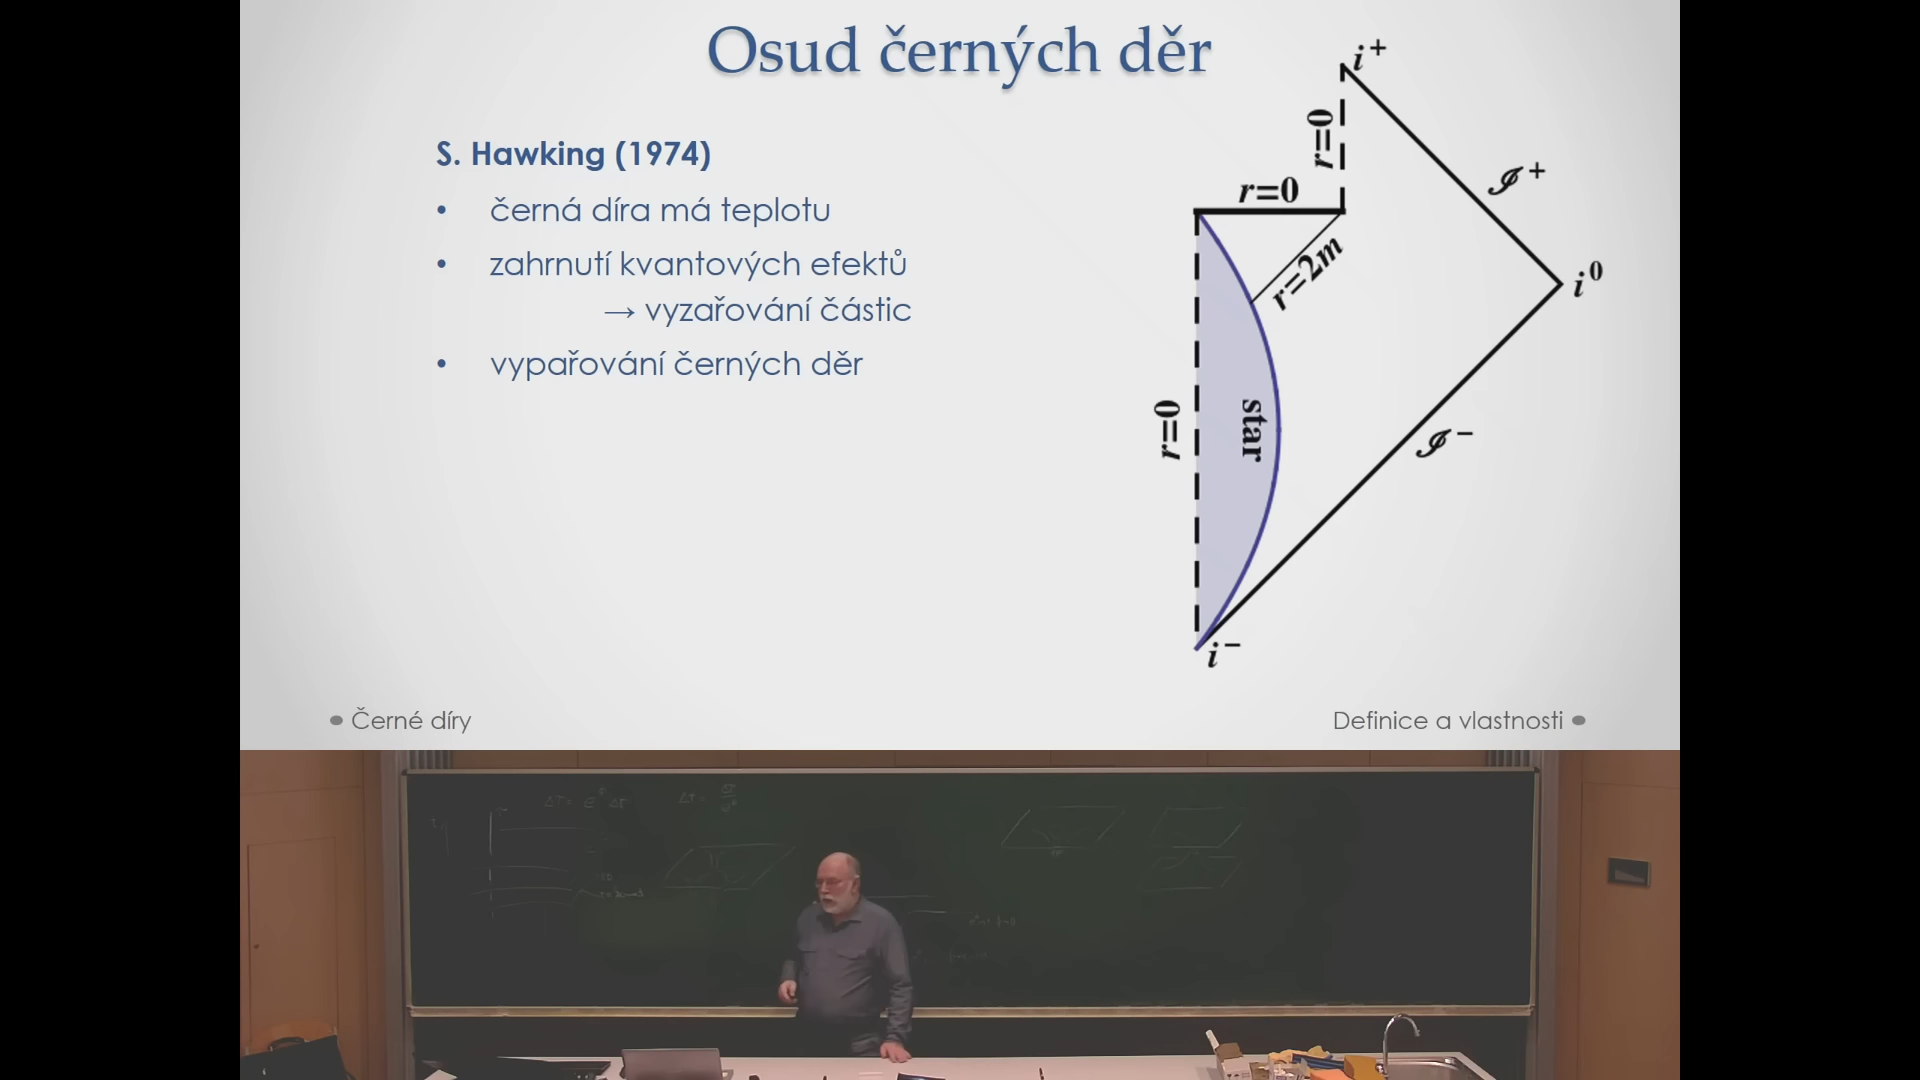 Osud černých děr
S. Hawking (1974)
• černá díra má teplotu
• zahrnutí kvantových efektů
→ vyzařování částic
• vypařování černých děr
i⁺
r=0
ℐ⁺
r=0
r=2m
i⁰
r=0
star
ℐ⁻
i⁻
• Černé díry
Definice a vlastnosti •